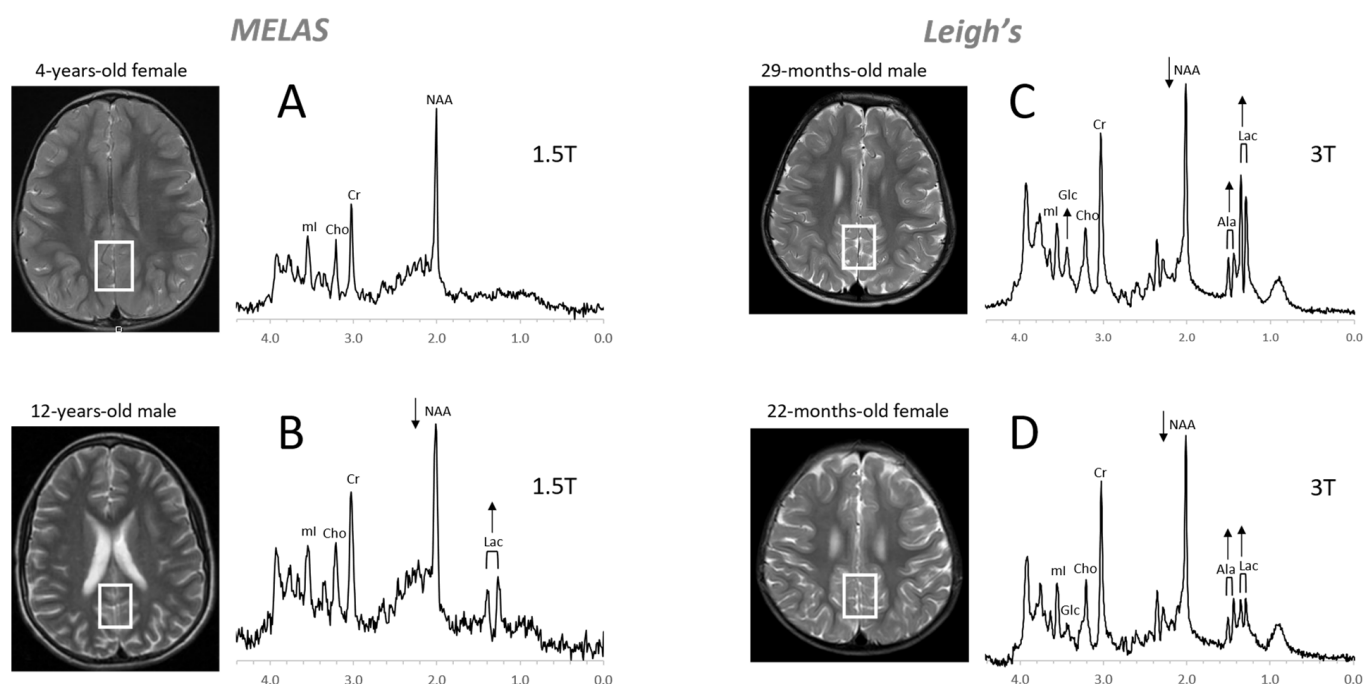 MELAS
4-years-old female
A
1.5T
NAA
Cr
Cho
mI
4.0 3.0 2.0 1.0 0.0
12-years-old male
B
1.5T
NAA
Cr
Cho
mI
Lac
4.0 3.0 2.0 1.0 0.0
Leigh's
29-months-old male
C
3T
NAA
Cr
Lac
Glc
mI
Cho
Ala
4.0 3.0 2.0 1.0 0.0
22-months-old female
D
3T
NAA
Cr
mI
Cho
Ala
Lac
Glc
4.0 3.0 2.0 1.0 0.0